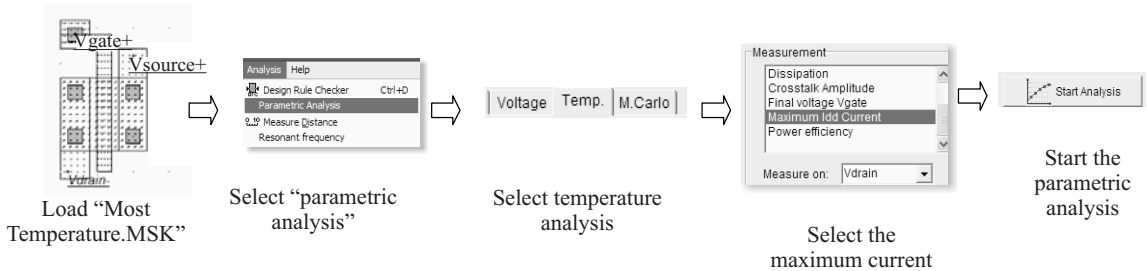 Vgate+
Vsource+
Vdrain-
Load “Most
Temperature.MSK”
Analysis Help
Design Rule Checker Ctrl+D
Parametric Analysis
Measure Distance
Resonant frequency
Select “parametric
analysis”
Voltage Temp. M.Carlo
Select temperature
analysis
Measurement
Dissipation
Crosstalk Amplitude
Final voltage Vgate
Maximum Idd Current
Power efficiency
Measure on: Vdrain
Select the
maximum current
Start Analysis
Start the
parametric
analysis